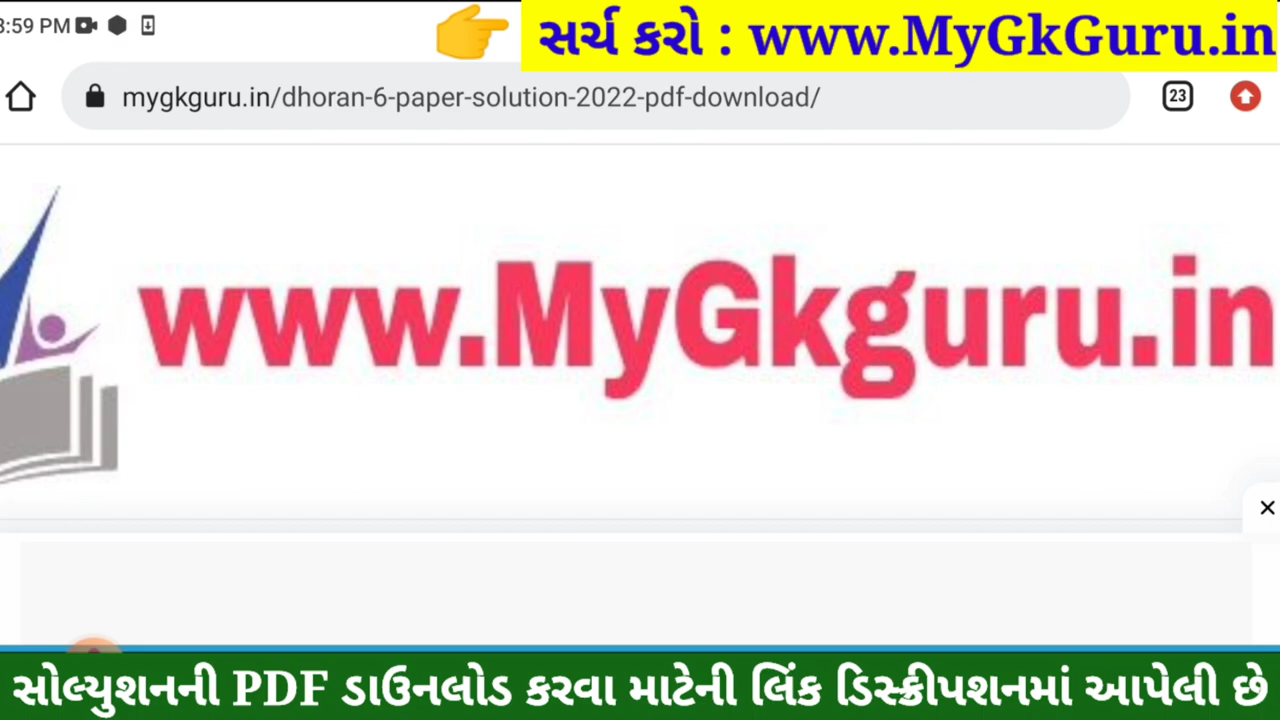 3:59 PM
સર્ચ કરો : www.MyGkGuru.in
mygkguru.in/dhoran-6-paper-solution-2022-pdf-download/
23
www.MyGkguru.in
સોલ્યુશનની PDF ડાઉનલોડ કરવા માટેની લિંક ડિસ્ક્રીપશનમાં આપેલી છે